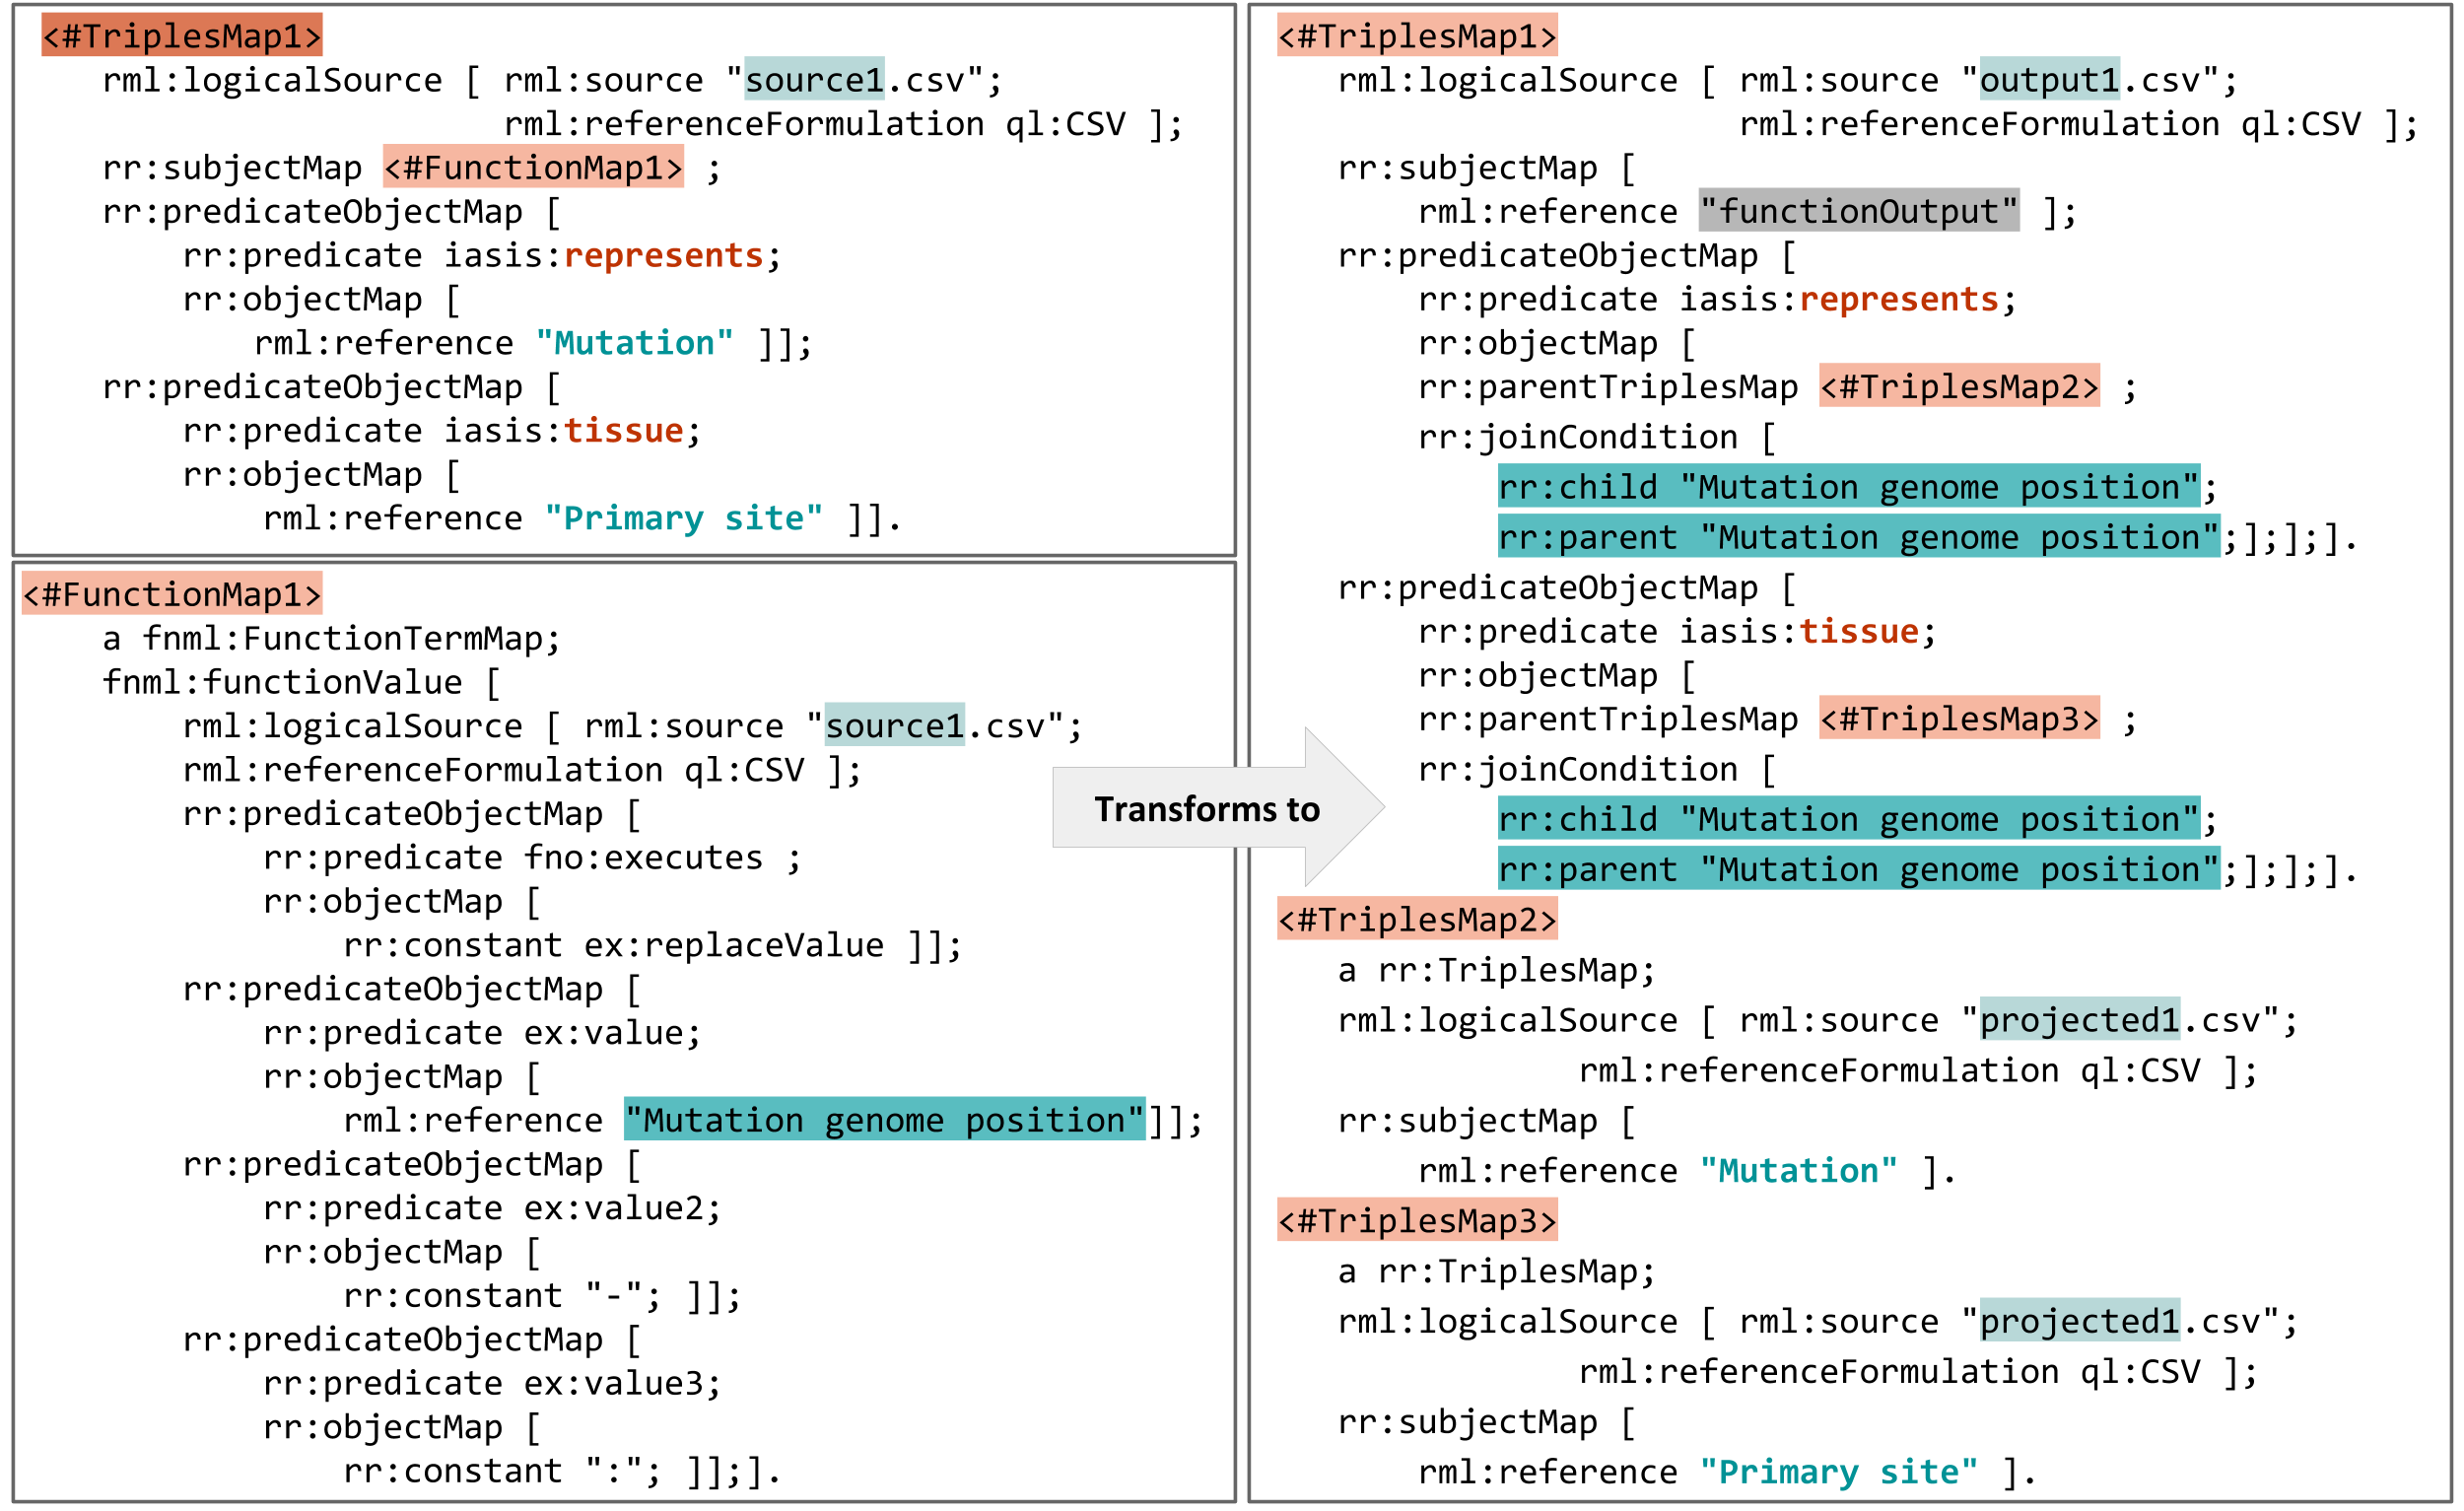 <#TriplesMap1>
rml:logicalSource [ rml:source "source1.csv";
rml:referenceFormulation ql:CSV ];
rr:subjectMap <#FunctionMap1> ;
rr:predicateObjectMap [
rr:predicate iasis:represents;
rr:objectMap [
rml:reference "Mutation" ]];
rr:predicateObjectMap [
rr:predicate iasis:tissue;
rr:objectMap [
rml:reference "Primary site" ]].
<#FunctionMap1>
a fnml:FunctionTermMap;
fnml:functionValue [
rml:logicalSource [ rml:source "source1.csv";
rml:referenceFormulation ql:CSV ];
rr:predicateObjectMap [
rr:predicate fno:executes ;
rr:objectMap [
rr:constant ex:replaceValue ]];
rr:predicateObjectMap [
rr:predicate ex:value;
rr:objectMap [
rml:reference "Mutation genome position"]];
rr:predicateObjectMap [
rr:predicate ex:value2;
rr:objectMap [
rr:constant "-"; ]];
rr:predicateObjectMap [
rr:predicate ex:value3;
rr:objectMap [
rr:constant ":"; ]];].
Transforms to
<#TriplesMap1>
rml:logicalSource [ rml:source "output1.csv";
rml:referenceFormulation ql:CSV ];
rr:subjectMap [
rml:reference "functionOutput" ];
rr:predicateObjectMap [
rr:predicate iasis:represents;
rr:objectMap [
rr:parentTriplesMap <#TriplesMap2> ;
rr:joinCondition [
rr:child "Mutation genome position";
rr:parent "Mutation genome position";];];].
rr:predicateObjectMap [
rr:predicate iasis:tissue;
rr:objectMap [
rr:parentTriplesMap <#TriplesMap3> ;
rr:joinCondition [
rr:child "Mutation genome position";
rr:parent "Mutation genome position";];];].
<#TriplesMap2>
a rr:TriplesMap;
rml:logicalSource [ rml:source "projected1.csv";
rml:referenceFormulation ql:CSV ];
rr:subjectMap [
rml:reference "Mutation" ].
<#TriplesMap3>
a rr:TriplesMap;
rml:logicalSource [ rml:source "projected1.csv";
rml:referenceFormulation ql:CSV ];
rr:subjectMap [
rml:reference "Primary site" ].